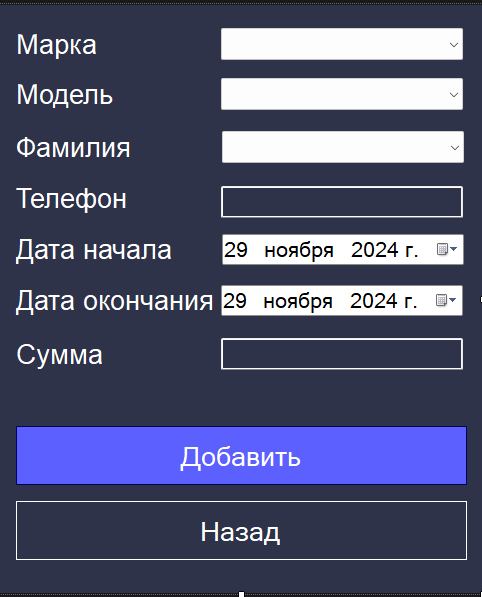 Марка
Модель
Фамилия
Телефон
Дата начала 29 ноября 2024 г.
Дата окончания 29 ноября 2024 г.
Сумма
Добавить
Назад